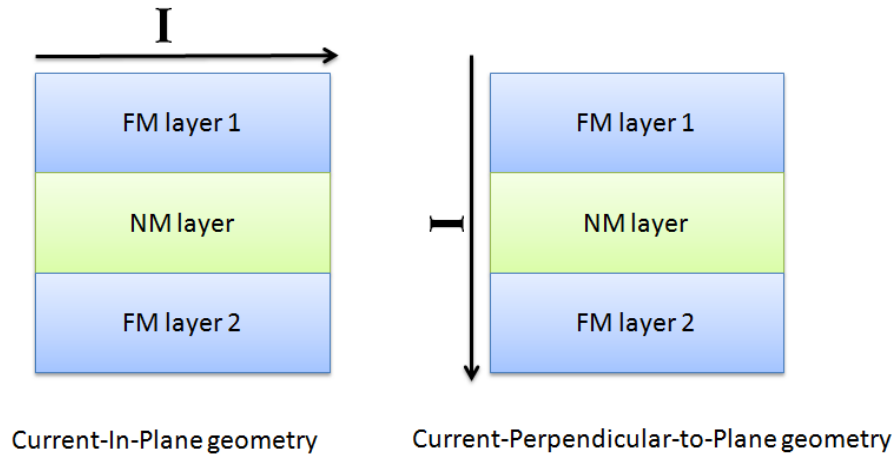 I
FM layer 1
NM layer
FM layer 2
Current-In-Plane geometry
I
FM layer 1
NM layer
FM layer 2
Current-Perpendicular-to-Plane geometry